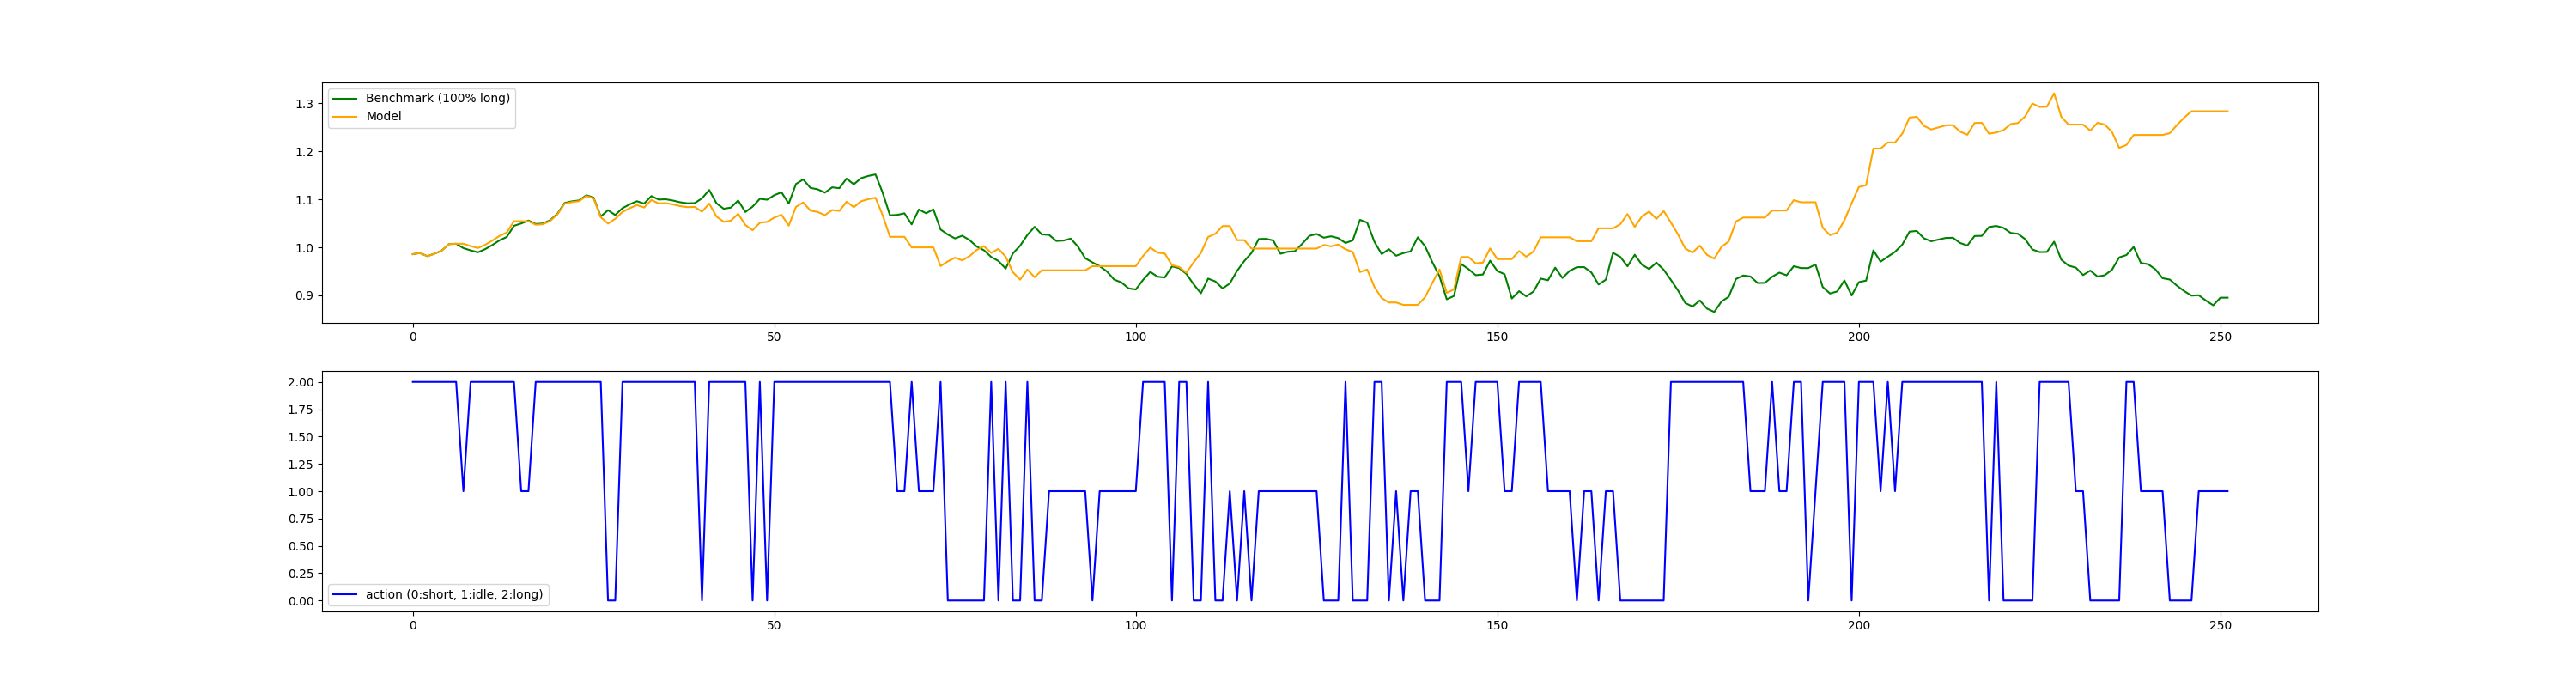 Benchmark (100% long)
Model
1.3
1.2
1.1
1.0
0.9
0 50 100 150 200 250
2.00
1.75
1.50
1.25
1.00
0.75
0.50
0.25
0.00
action (0:short, 1:idle, 2:long)
0 50 100 150 200 250